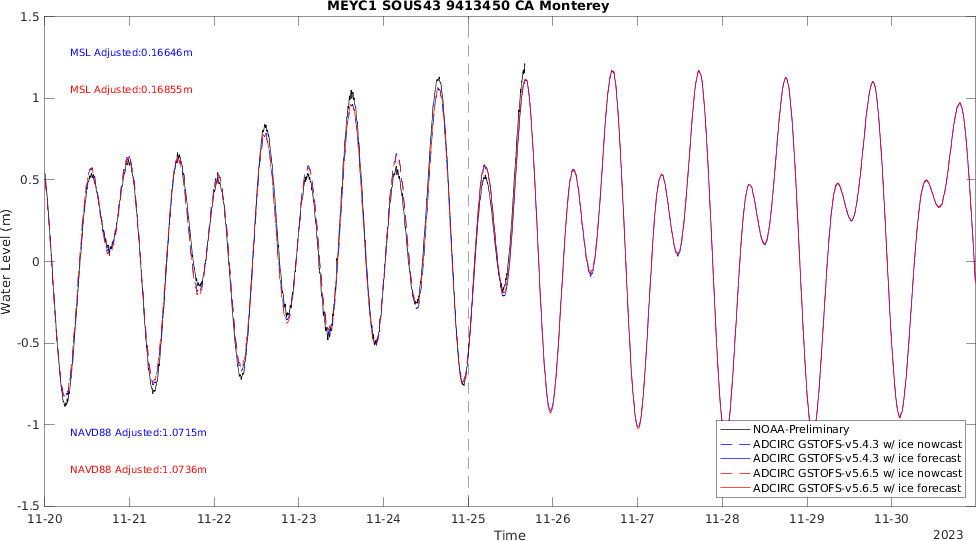 MEYC1 SOUS43 9413450 CA Monterey
1.5
1
0.5
0
-0.5
-1
-1.5
Water Level (m)
MSL Adjusted:0.16646m
MSL Adjusted:0.16855m
NAVD88 Adjusted:1.0715m
NAVD88 Adjusted:1.0736m
NOAA-Preliminary
ADCIRC GSTOFS-v5.4.3 w/ ice nowcast
ADCIRC GSTOFS-v5.4.3 w/ ice forecast
ADCIRC GSTOFS-v5.6.5 w/ ice nowcast
ADCIRC GSTOFS-v5.6.5 w/ ice forecast
11-20 11-21 11-22 11-23 11-24 11-25 11-26 11-27 11-28 11-29 11-30
Time
2023